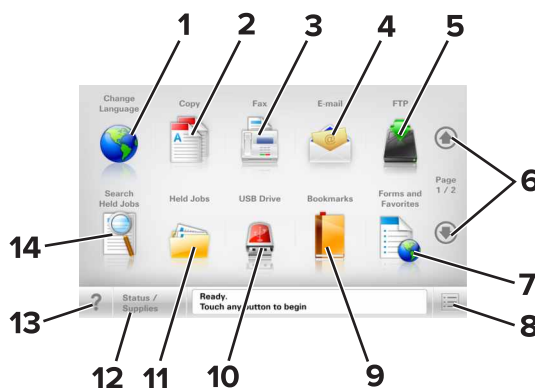 1 2 3 4 5
Change Language
Copy
Fax
E-mail
FTP
6
Page 1 / 2
Search Held Jobs
Held Jobs
USB Drive
Bookmarks
Forms and Favorites
14
7
?
Status / Supplies
Ready.
Touch any button to begin
13
12
11
10
9
8